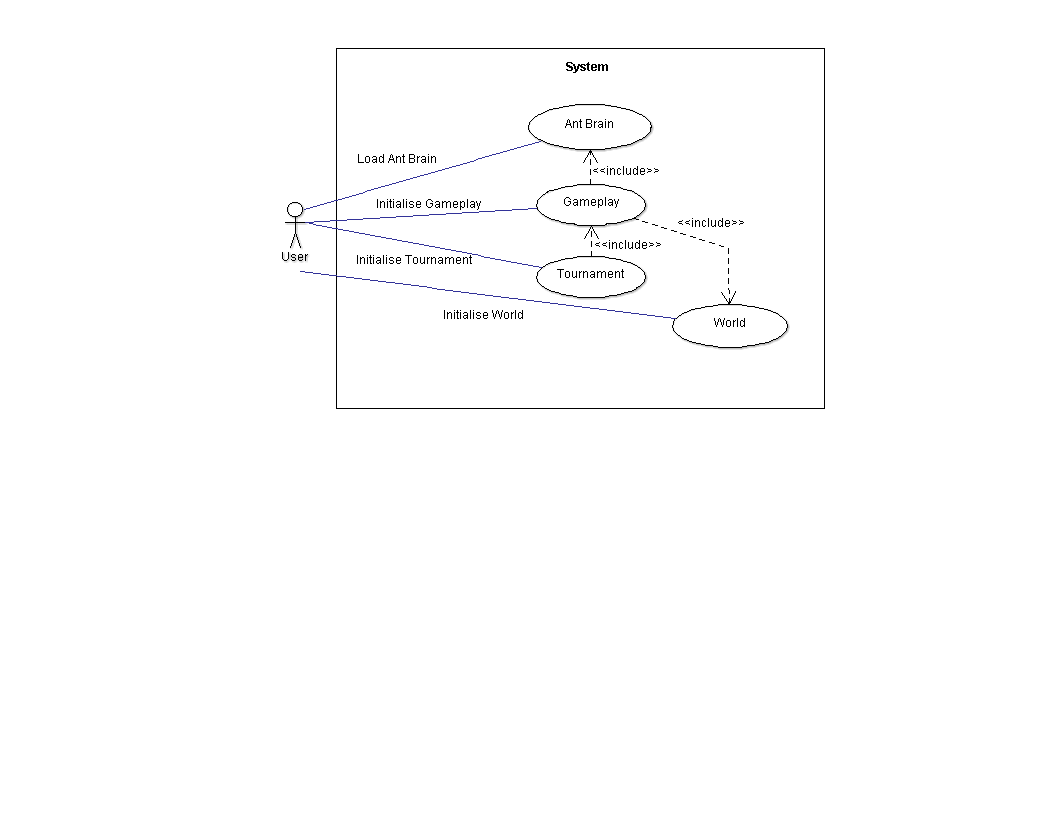 System
Ant Brain
Load Ant Brain
<<include>>
Initialise Gameplay
Gameplay
<<include>>
User
Initialise Tournament
<<include>>
Tournament
Initialise World
World